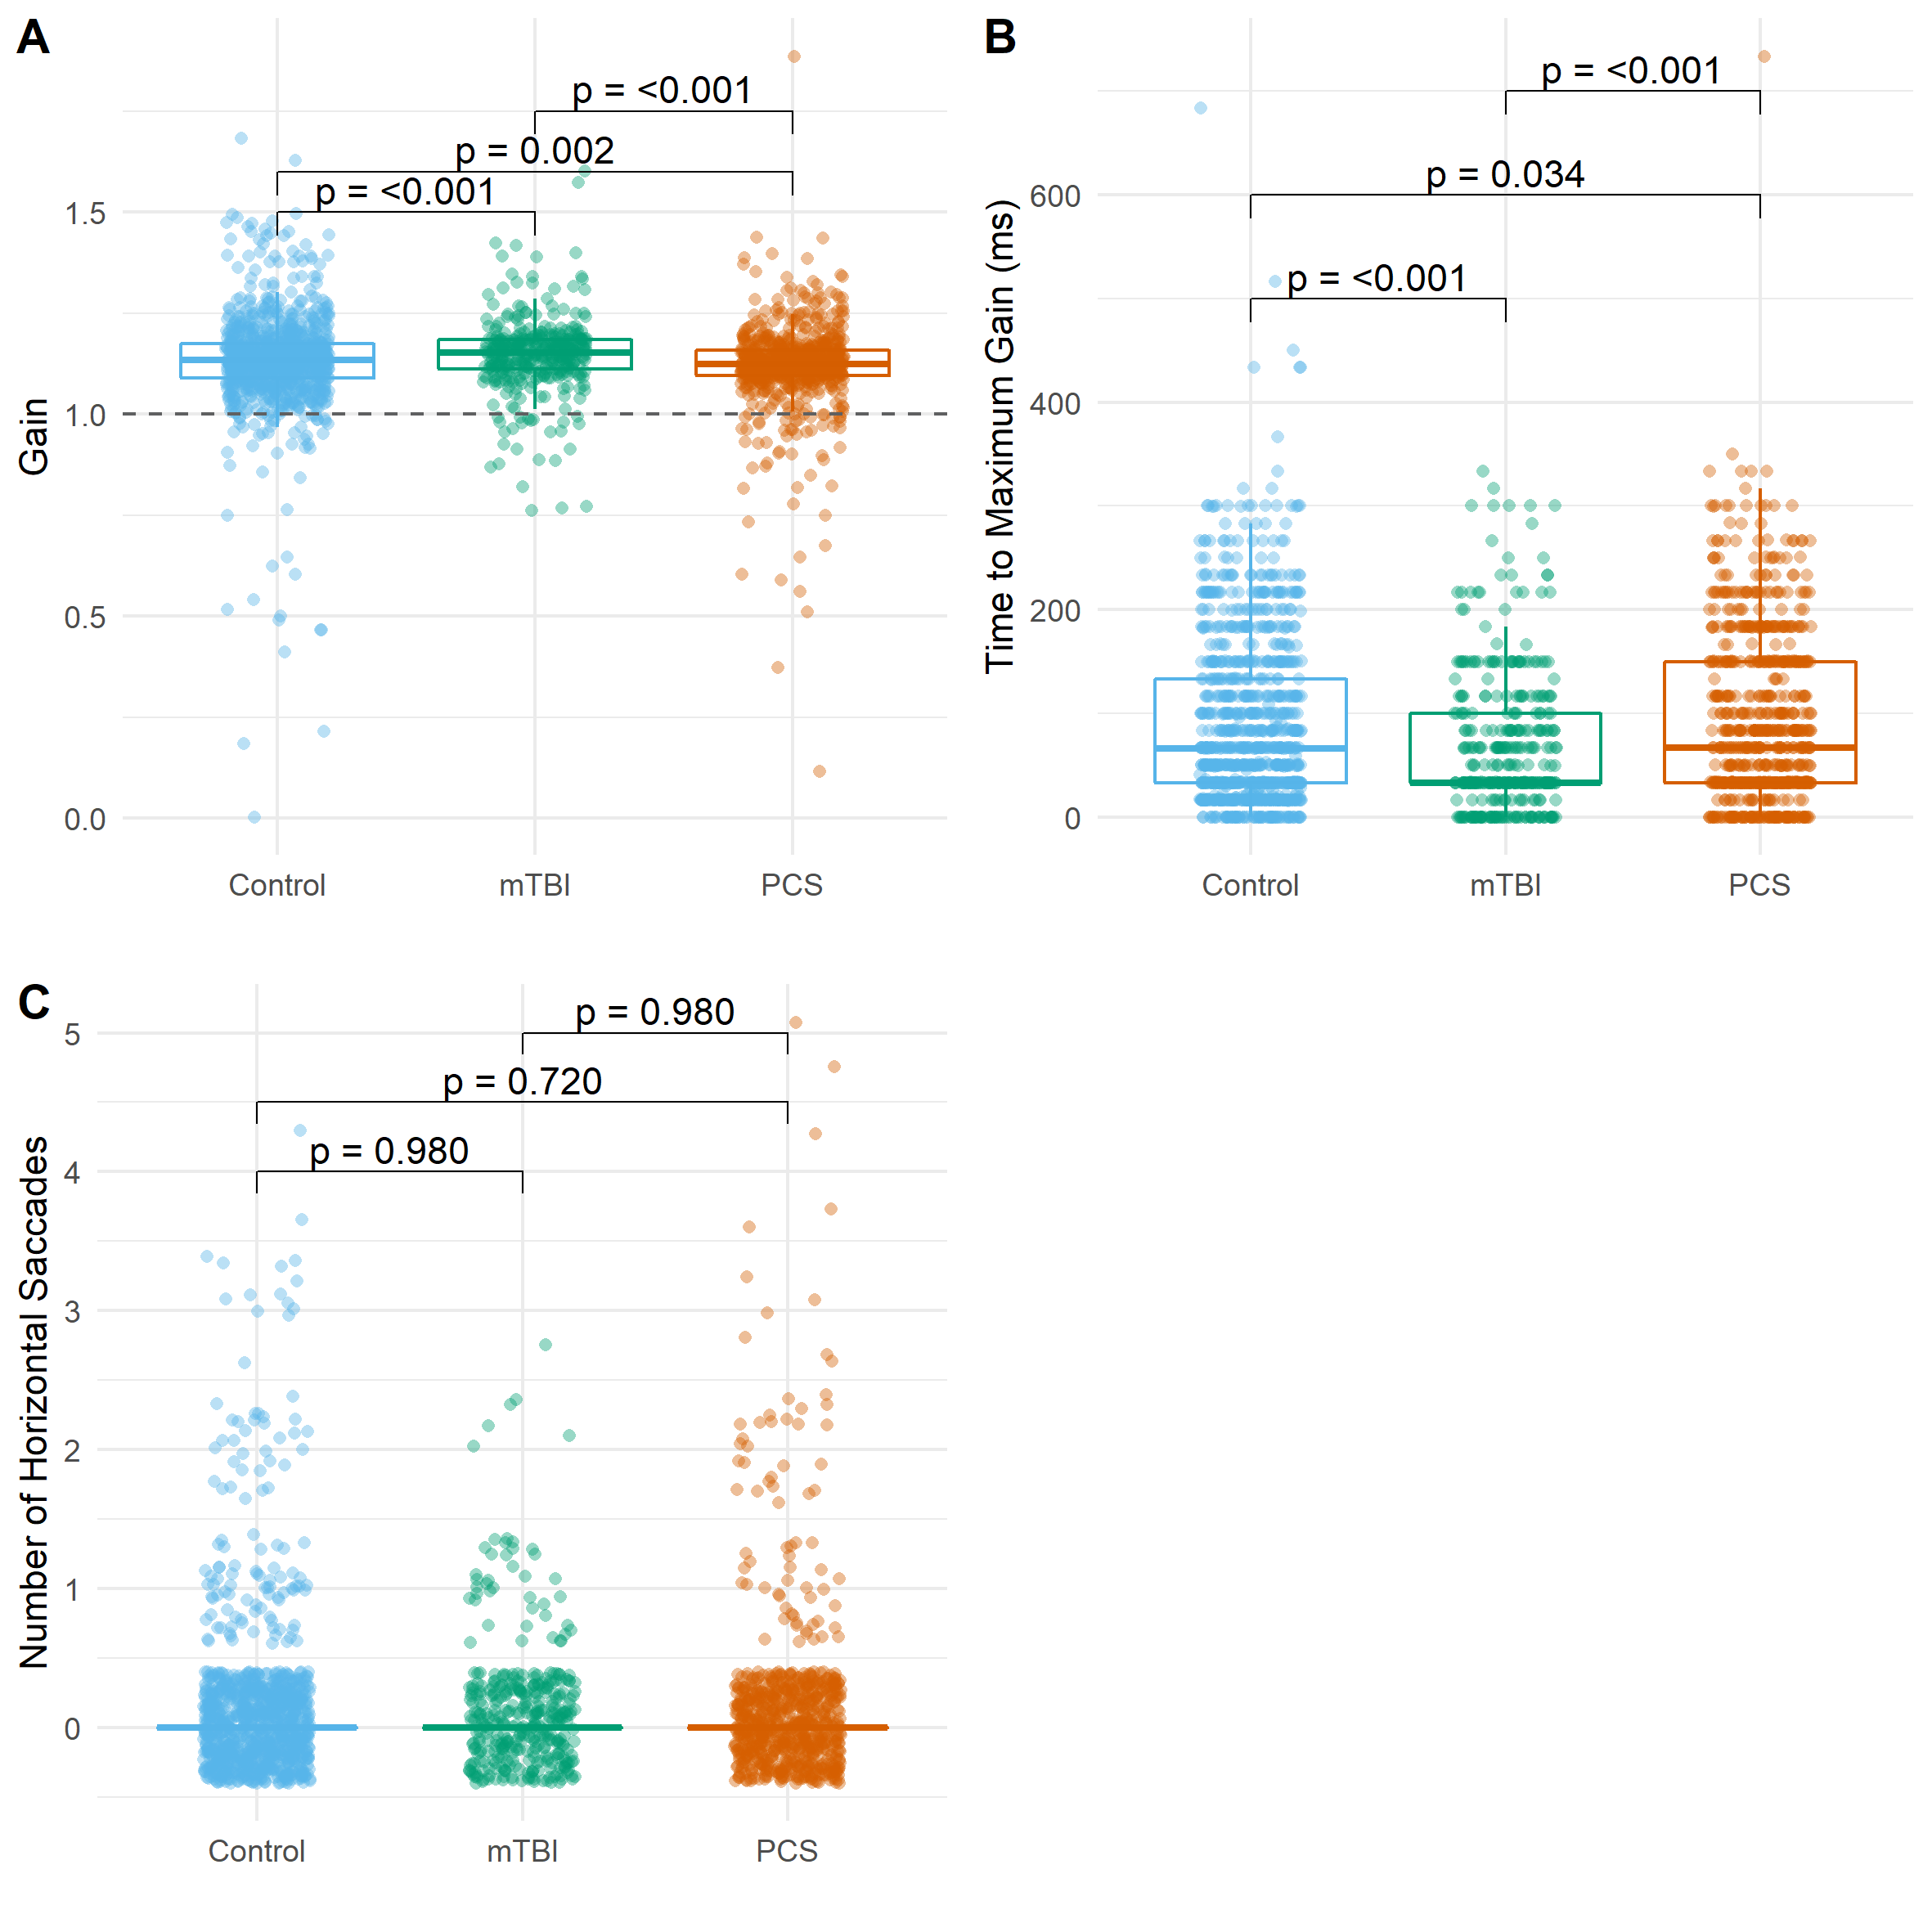 A
Gain
1.5
1.0
0.5
0.0
p = <0.001
p = 0.002
p = <0.001
Control
mTBI
PCS
B
Time to Maximum Gain (ms)
600
400
200
0
p = <0.001
p = 0.034
p = <0.001
Control
mTBI
PCS
C
Number of Horizontal Saccades
5
4
3
2
1
0
p = 0.980
p = 0.720
p = 0.980
Control
mTBI
PCS